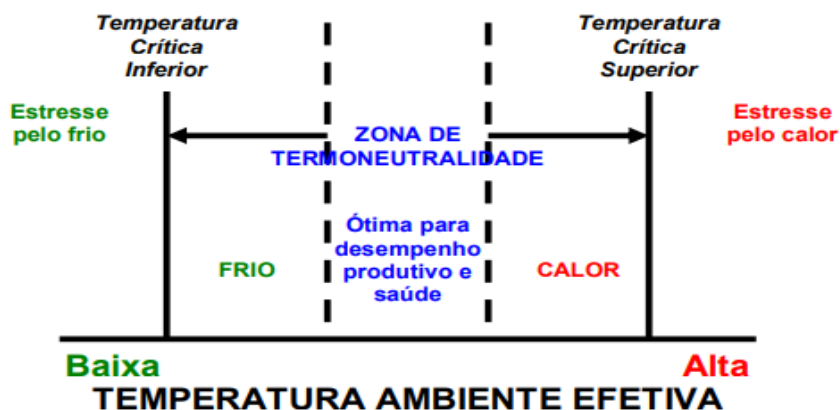 Temperatura
Crítica
Inferior
Temperatura
Crítica
Superior
Estresse
pelo frio
ZONA DE
TERMONEUTRALIDADE
Estresse
pelo calor
FRIO
Ótima para
desempenho
produtivo e
saúde
CALOR
Baixa
Alta
TEMPERATURA AMBIENTE EFETIVA